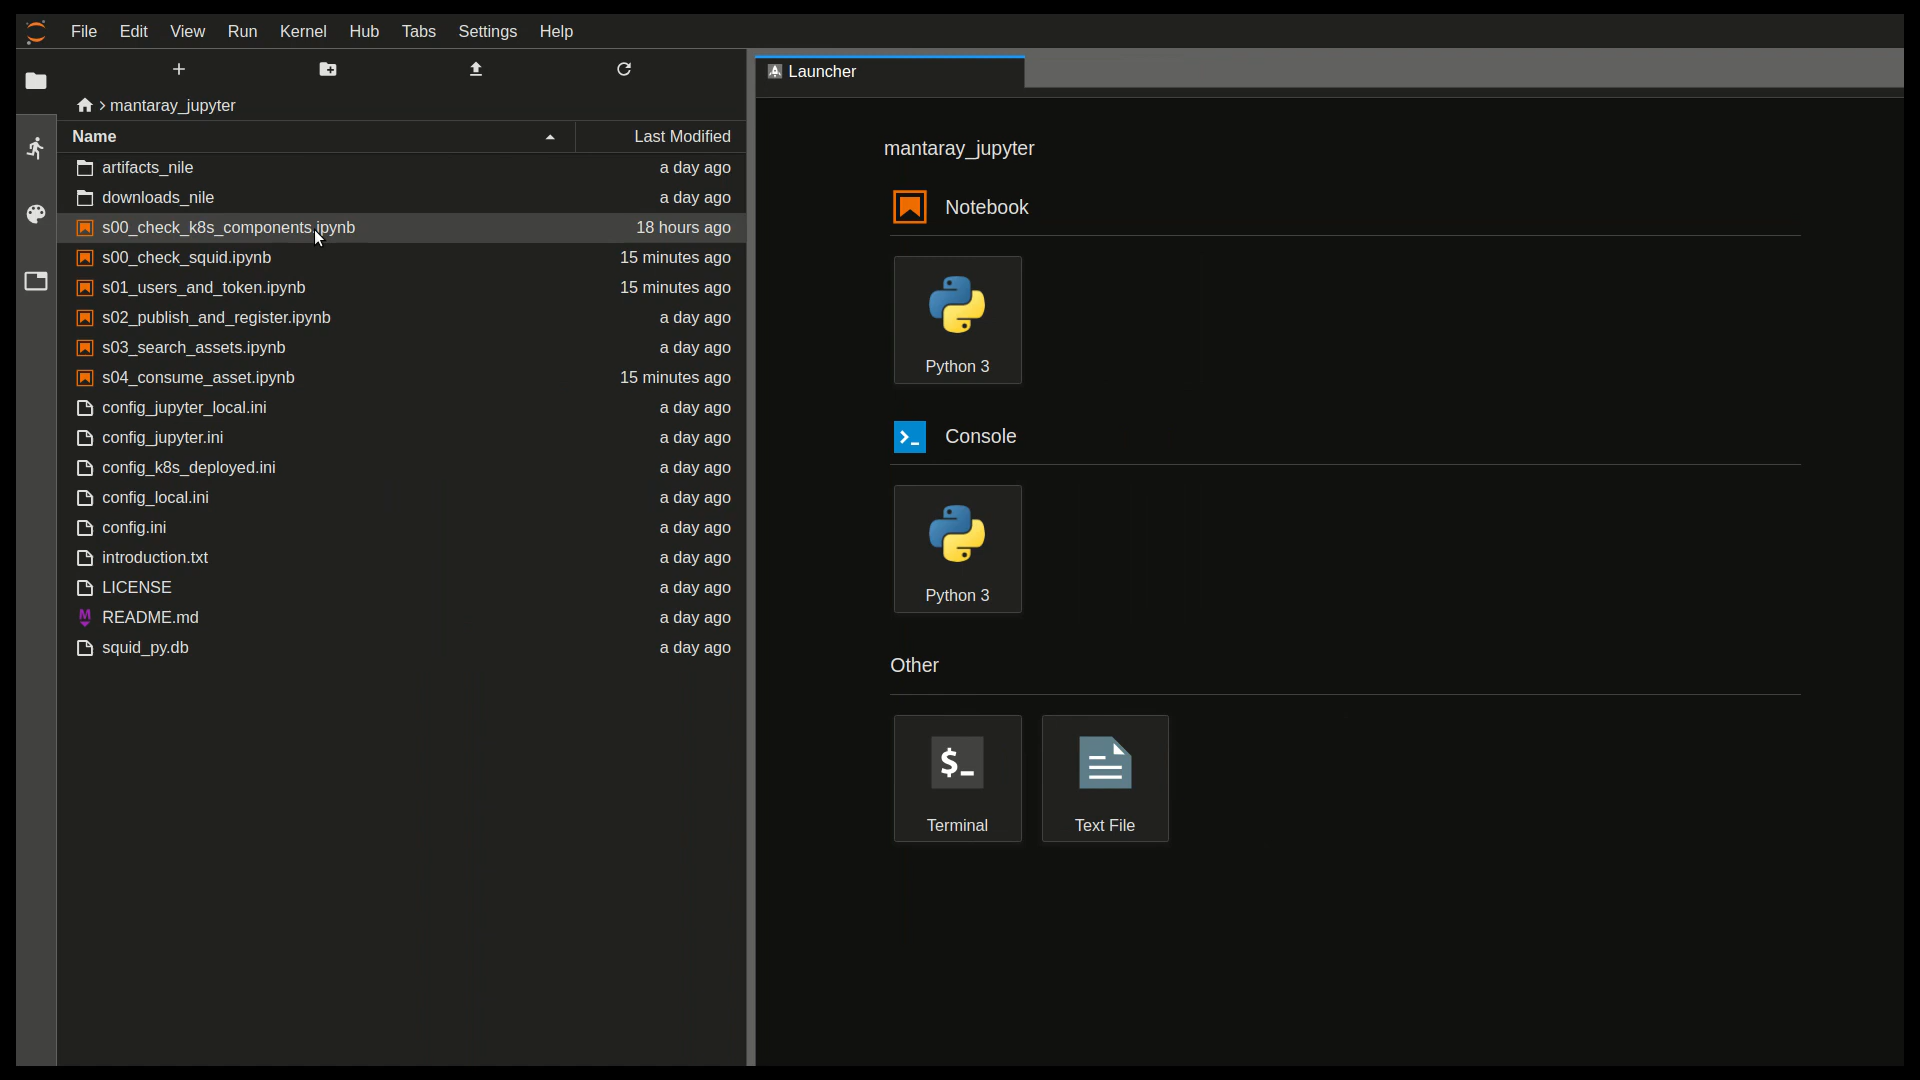 File Edit View Run Kernel Hub Tabs Settings Help
Launcher
mantaray_jupyter
Name Last Modified
artifacts_nile a day ago
downloads_nile a day ago
s00_check_k8s_components.ipynb 18 hours ago
s00_check_squid.ipynb 15 minutes ago
s01_users_and_token.ipynb 15 minutes ago
s02_publish_and_register.ipynb a day ago
s03_search_assets.ipynb a day ago
s04_consume_asset.ipynb 15 minutes ago
config_jupyter_local.ini a day ago
config_jupyter.ini a day ago
config_k8s_deployed.ini a day ago
config_local.ini a day ago
config.ini a day ago
introduction.txt a day ago
LICENSE a day ago
README.md a day ago
squid_py.db a day ago
mantaray_jupyter
Notebook
Python 3
Console
Python 3
Other
$_
Terminal
Text File